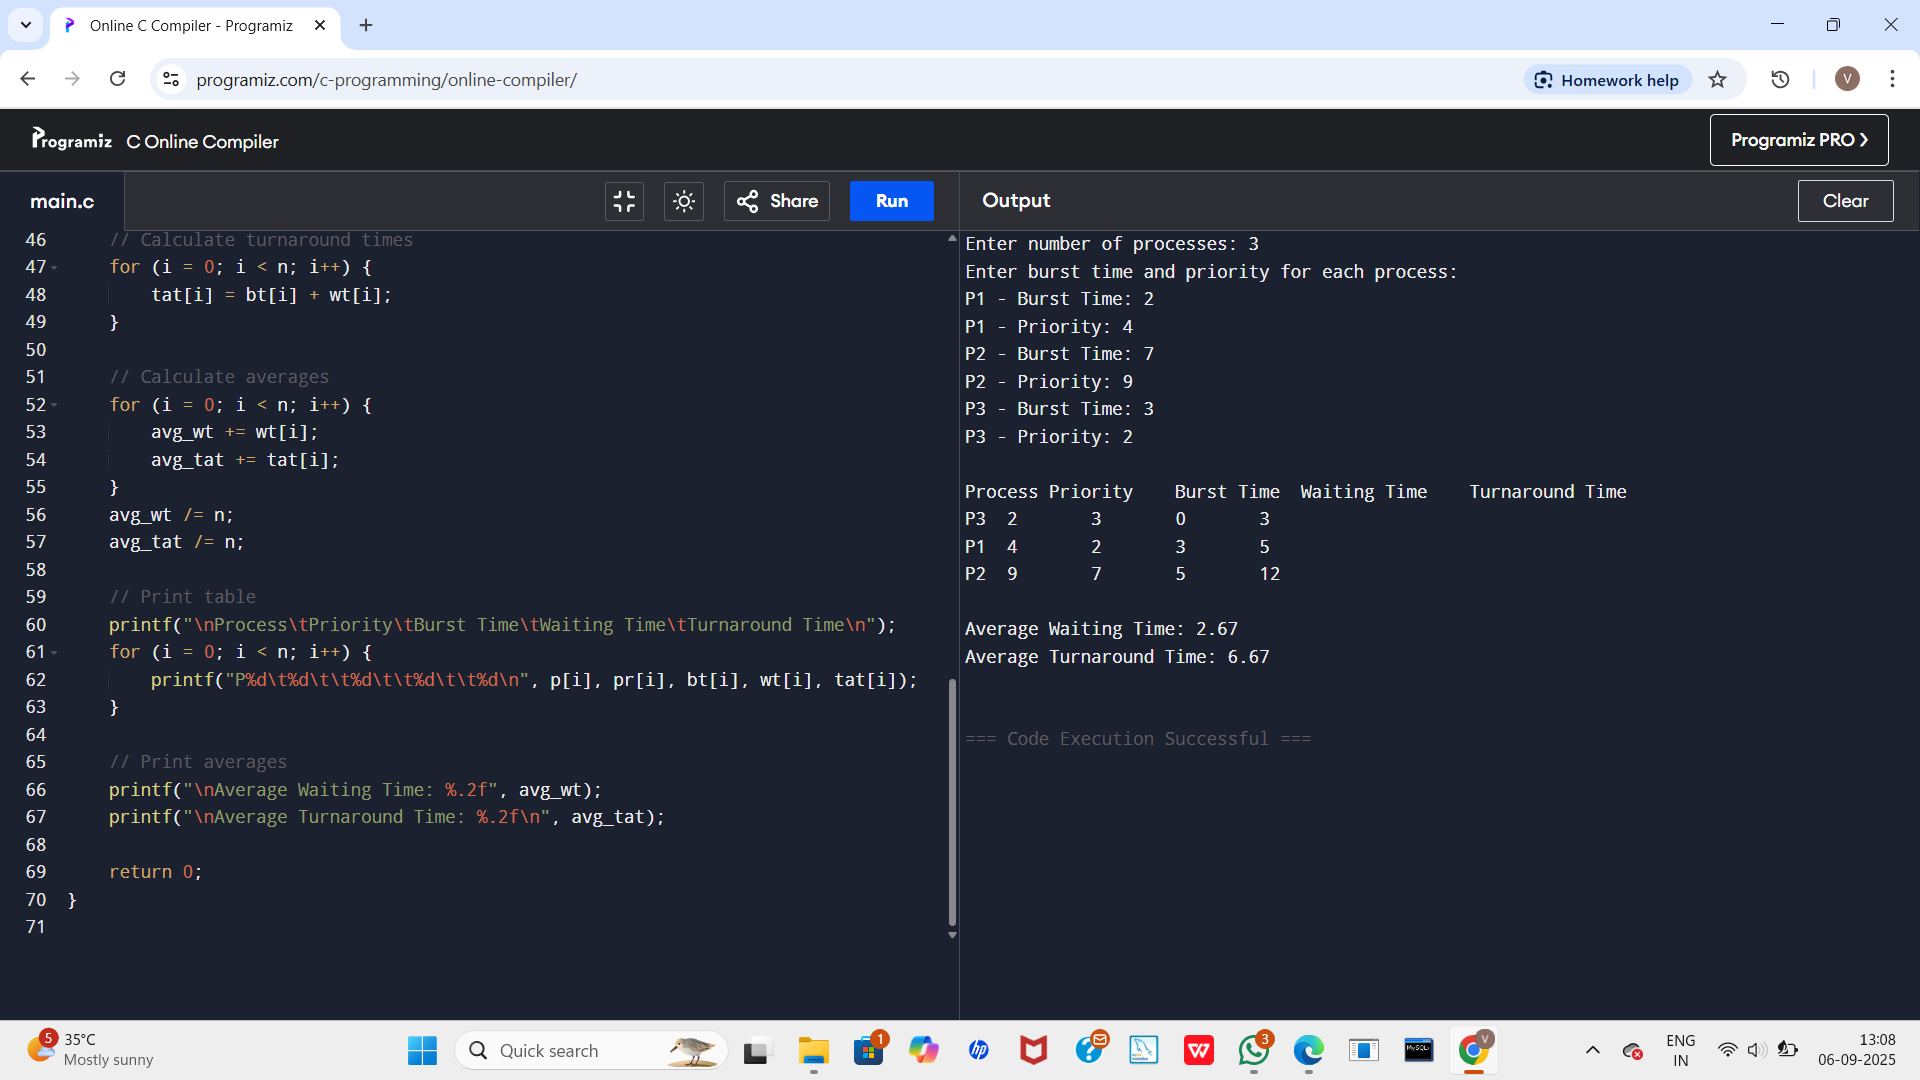 Online C Compiler - Programiz
programiz.com/c-programming/online-compiler/
Homework help
V
Programiz C Online Compiler
Programiz PRO
main.c
Share
Run
Output
Clear
46 // Calculate turnaround times
47 for (i = 0; i < n; i++) {
48 tat[i] = bt[i] + wt[i];
49 }
50
51 // Calculate averages
52 for (i = 0; i < n; i++) {
53 avg_wt += wt[i];
54 avg_tat += tat[i];
55 }
56 avg_wt /= n;
57 avg_tat /= n;
58
59 // Print table
60 printf("\nProcess\tPriority\tBurst Time\tWaiting Time\tTurnaround Time\n");
61 for (i = 0; i < n; i++) {
62 printf("P%d\t%d\t\t%d\t\t%d\t\t%d\n", p[i], pr[i], bt[i], wt[i], tat[i]);
63 }
64
65 // Print averages
66 printf("\nAverage Waiting Time: %.2f", avg_wt);
67 printf("\nAverage Turnaround Time: %.2f\n", avg_tat);
68
69 return 0;
70 }
71
Enter number of processes: 3
Enter burst time and priority for each process:
P1 - Burst Time: 2
P1 - Priority: 4
P2 - Burst Time: 7
P2 - Priority: 9
P3 - Burst Time: 3
P3 - Priority: 2
Process Priority Burst Time Waiting Time Turnaround Time
P3 2 3 0 3
P1 4 2 3 5
P2 9 7 5 12
Average Waiting Time: 2.67
Average Turnaround Time: 6.67
=== Code Execution Successful ===
5
35°C
Mostly sunny
Quick search
1
hp
W
3
MySQL
V
ENG
IN
13:08
06-09-2025